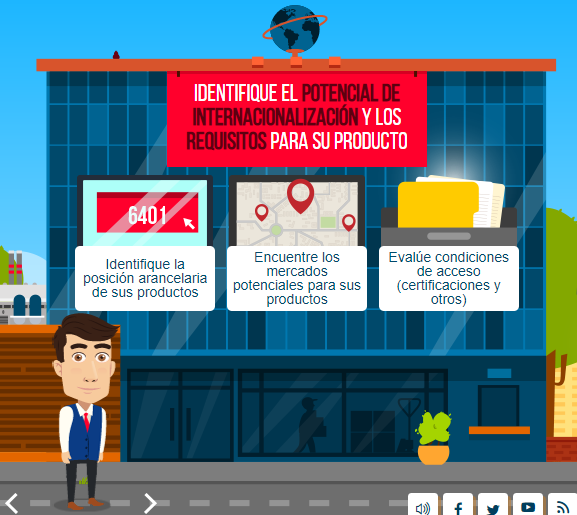 IDENTIFIQUE EL POTENCIAL DE
INTERNACIONALIZACIÓN Y LOS
REQUISITOS PARA SU PRODUCTO
6401
Identifique la
posición arancelaria
de sus productos
Encuentre los
mercados
potenciales para sus
productos
Evalúe condiciones
de acceso
(certificaciones y
otros)